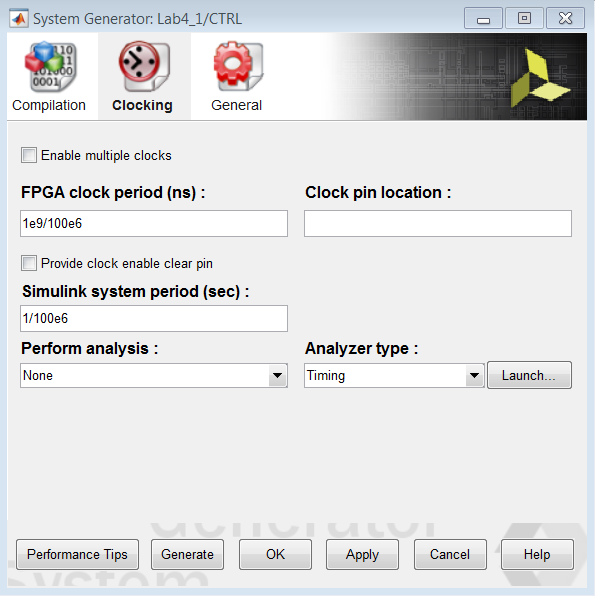 System Generator: Lab4_1/CTRL
Compilation
Clocking
General
Enable multiple clocks
FPGA clock period (ns) :
Clock pin location :
1e9/100e6
Provide clock enable clear pin
Simulink system period (sec) :
1/100e6
Perform analysis :
Analyzer type :
None
Timing
Launch...
Generator
System
Performance Tips
Generate
OK
Apply
Cancel
Help